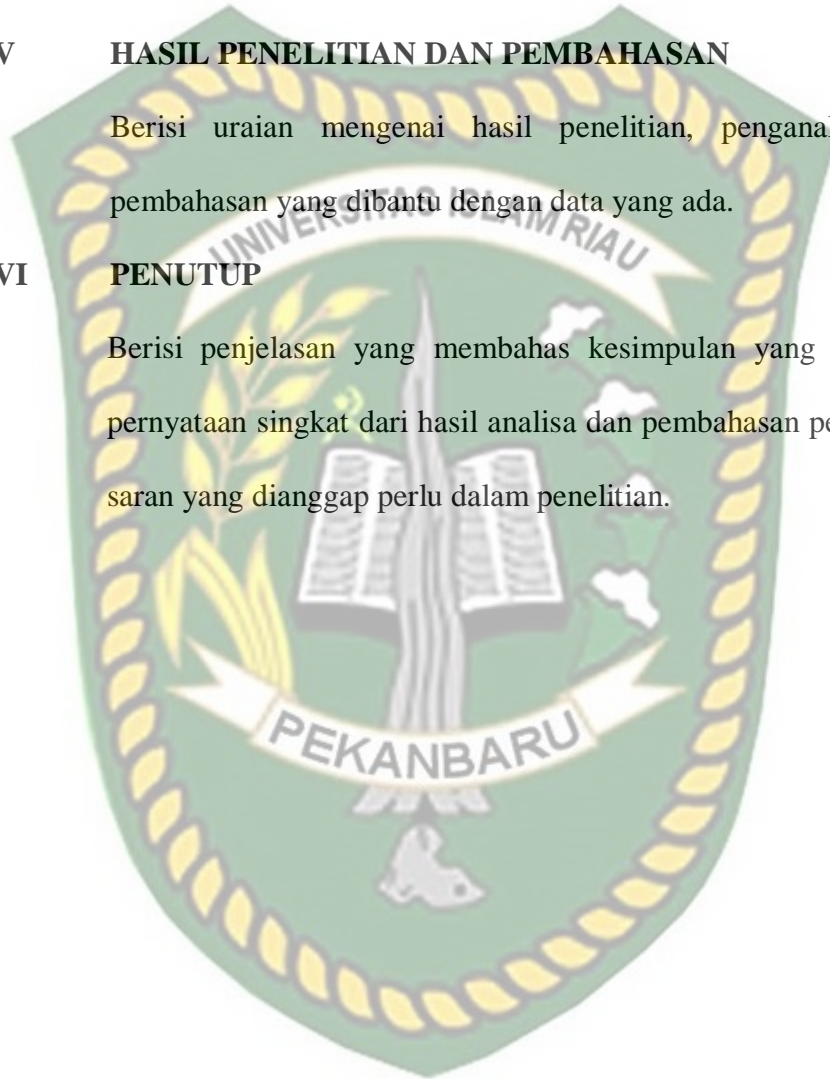 V HASIL PENELITIAN DAN PEMBAHASAN
Berisi uraian mengenai hasil penelitian,
pembahasan yang dibantu dengan data yang ada.
UNIVERSITAS ISLAM RIAU
VI PENUTUP
Berisi penjelasan yang membahas kesimpulan yang
pernyataan singkat dari hasil analisa dan pembahasan
saran yang dianggap perlu dalam penelitian.
PEKANBARU